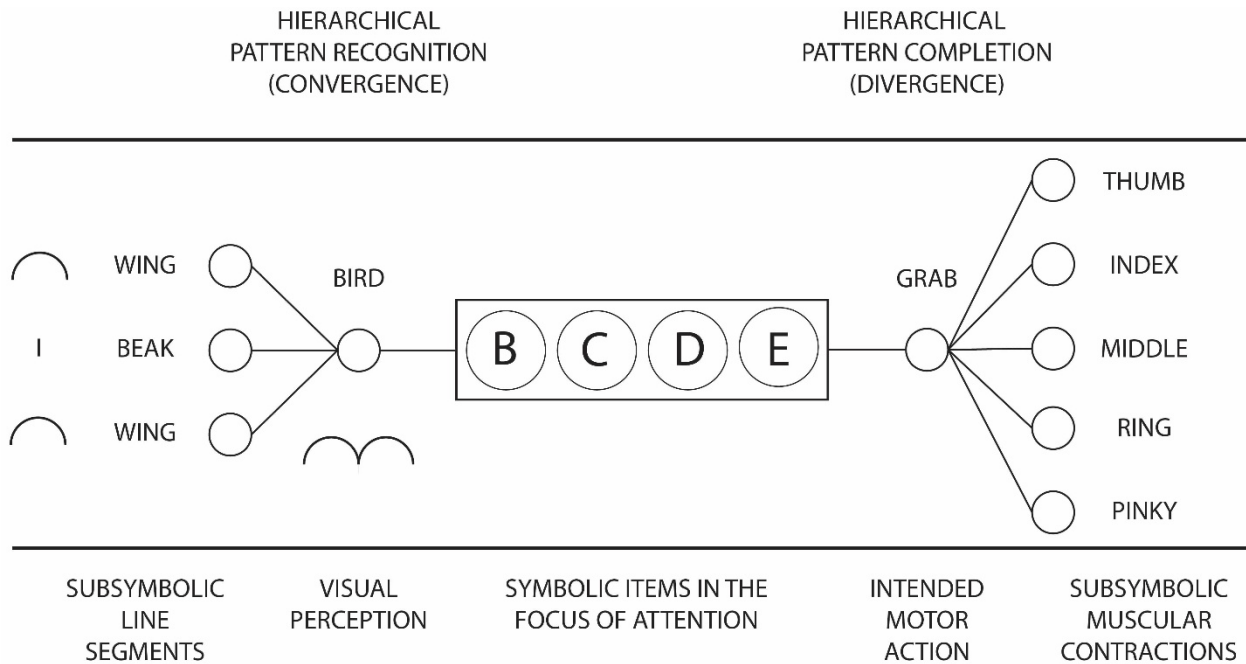 HIERARCHICAL
PATTERN RECOGNITION
(CONVERGENCE)
HIERARCHICAL
PATTERN COMPLETION
(DIVERGENCE)
WING
BEAK
WING
BIRD
B C D E
GRAB
THUMB
INDEX
MIDDLE
RING
PINKY
SUBSYMBOLIC
LINE
SEGMENTS
VISUAL
PERCEPTION
SYMBOLIC ITEMS IN THE
FOCUS OF ATTENTION
INTENDED
MOTOR
ACTION
SUBSYMBOLIC
MUSCULAR
CONTRACTIONS